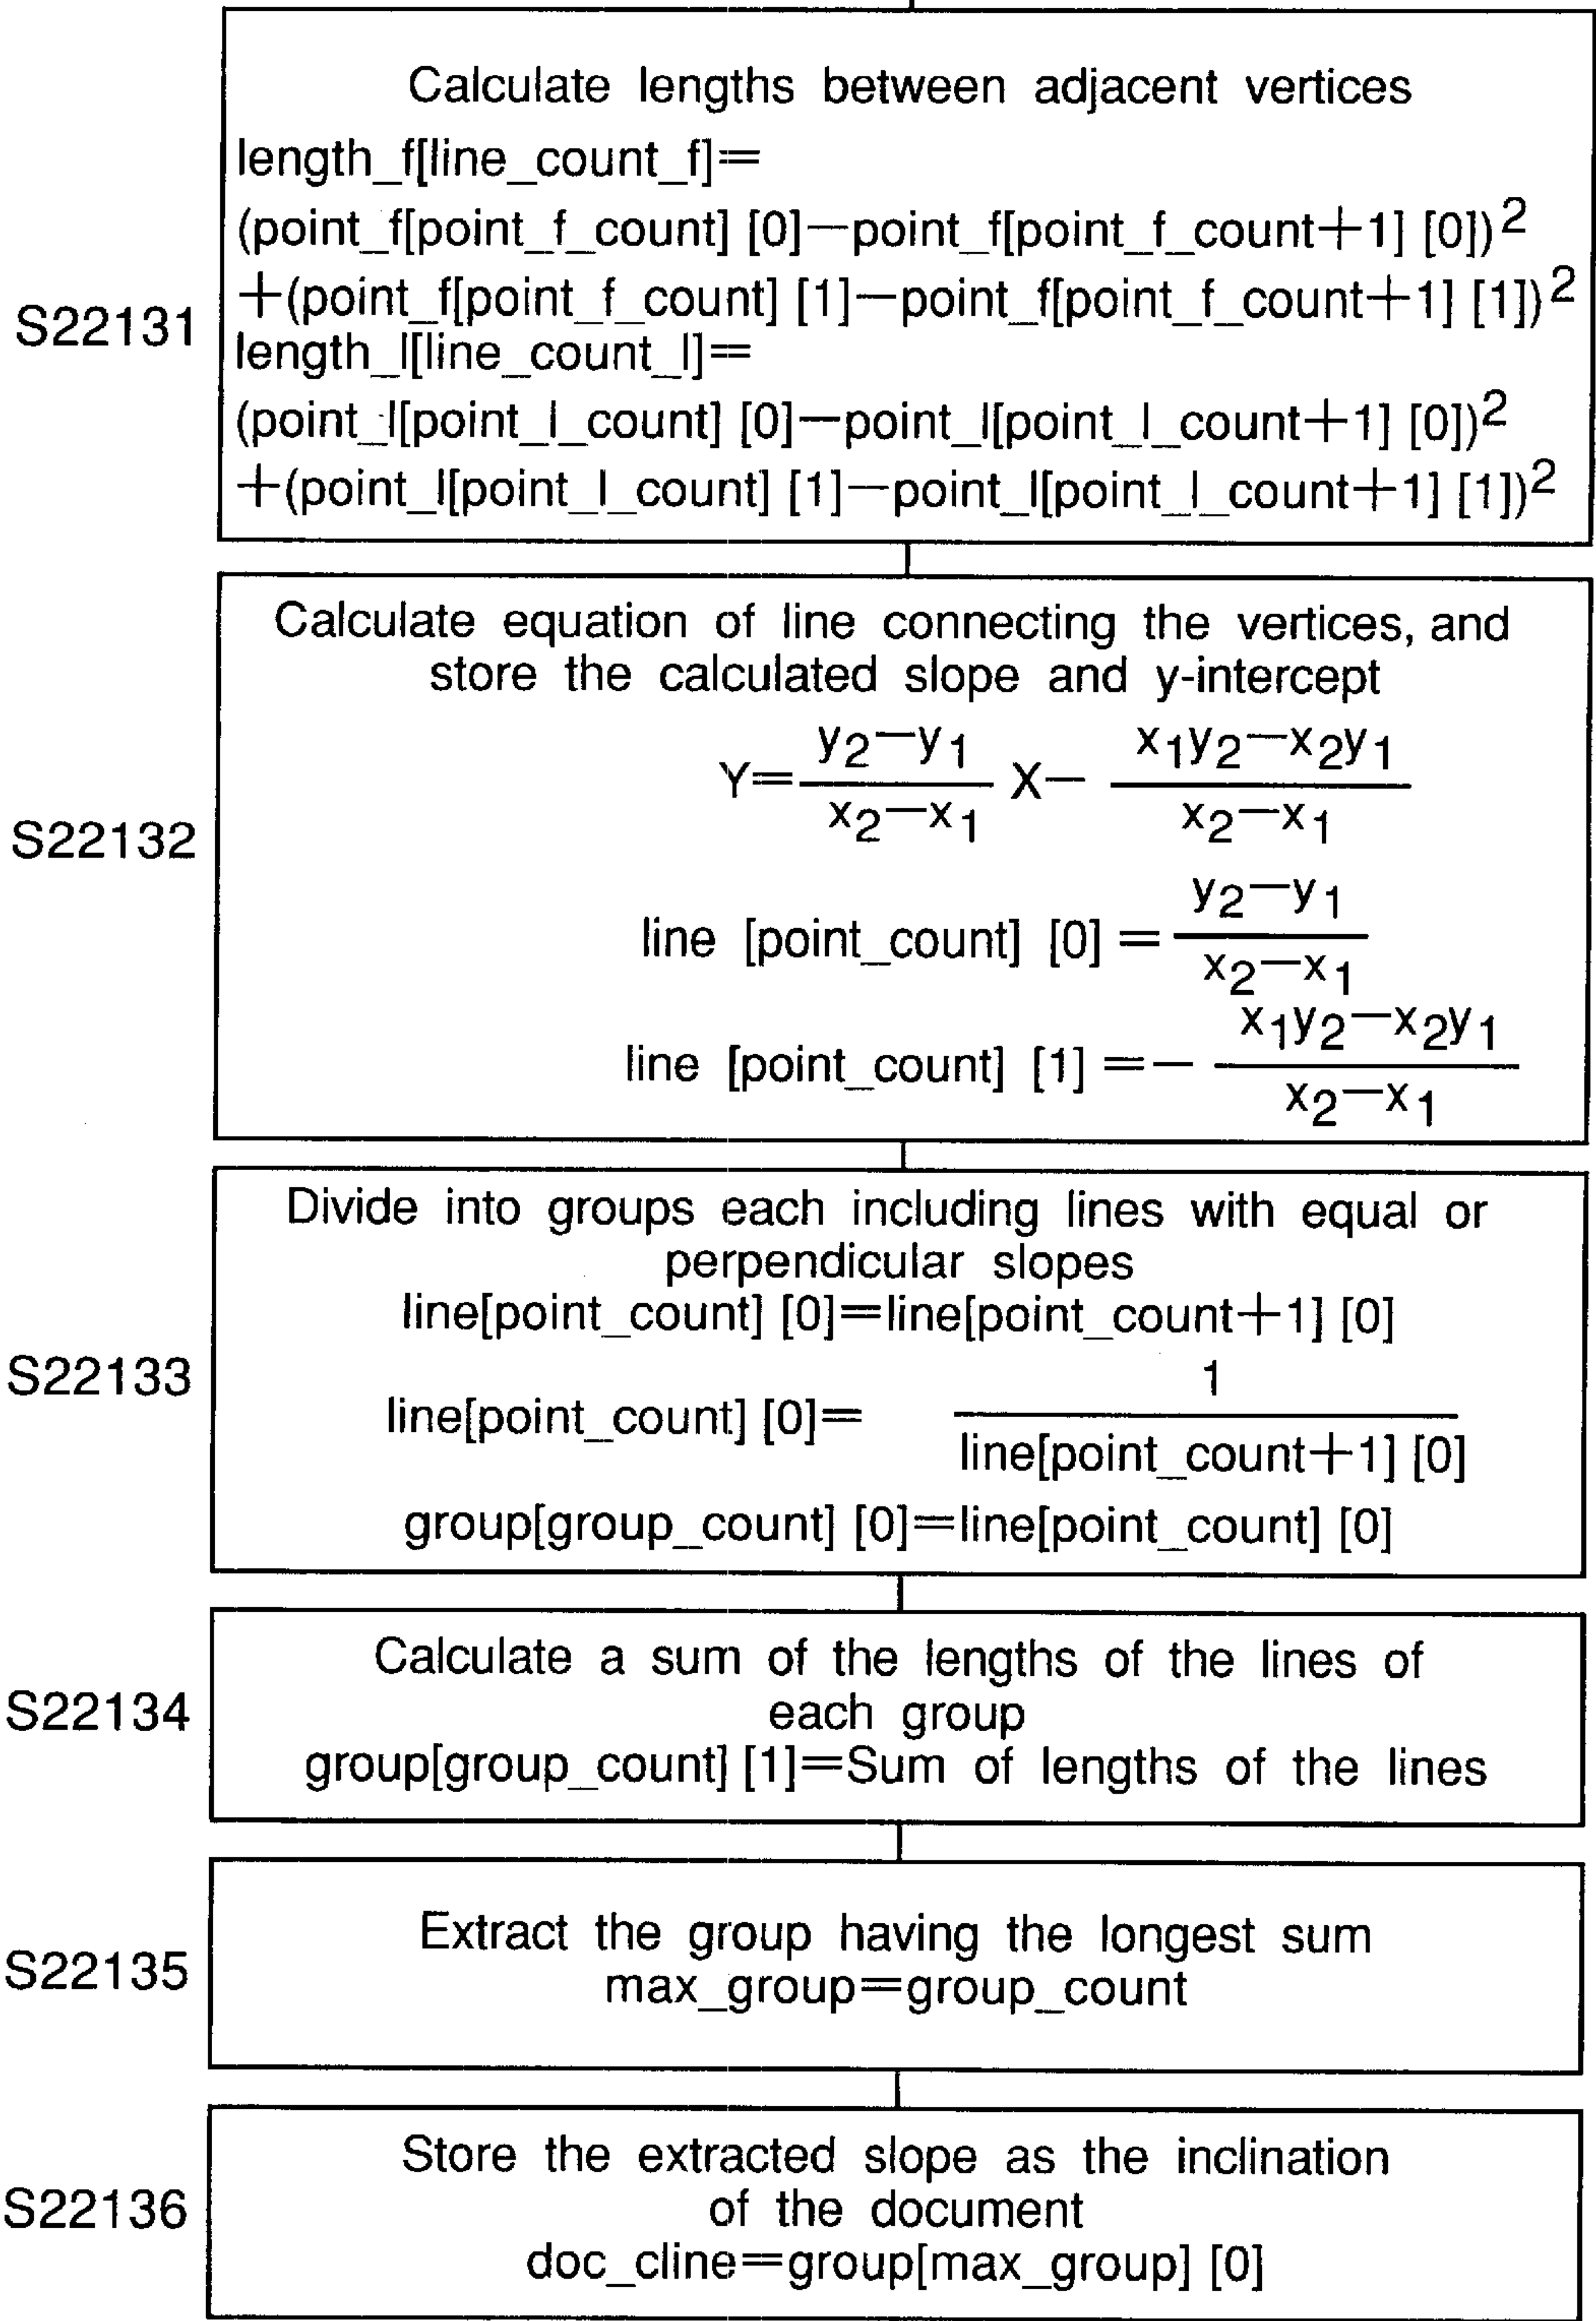 Calculate lengths between adjacent vertices
length_f[line_count_f]=
(point_f[point_f_count] [0]—point_f[point_f_count+1] [0])²
+(point_f[point_f_count] [1]—point_f[point_f_count+1] [1])²
S22131
length_l[line_count_l]=
(point_l[point_l_count] [0]—point_l[point_l_count+1] [0])²
+(point_l[point_l_count] [1]—point_l[point_l_count+1] [1])²
Calculate equation of line connecting the vertices, and
store the calculated slope and y-intercept
Y= y₂—y₁ / x₂—x₁ X— x₁y₂—x₂y₁ / x₂—x₁
S22132
line [point_count] [0] = y₂—y₁ / x₂—x₁
line [point_count] [1] =— x₁y₂—x₂y₁ / x₂—x₁
Divide into groups each including lines with equal or
perpendicular slopes
line[point_count] [0]=line[point_count+1] [0]
S22133
line[point_count] [0]= 1 / line[point_count+1] [0]
group[group_count] [0]=line[point_count] [0]
Calculate a sum of the lengths of the lines of
S22134
each group
group[group_count] [1]=Sum of lengths of the lines
Extract the group having the longest sum
S22135
max_group=group_count
Store the extracted slope as the inclination
S22136
of the document
doc_cline=group[max_group] [0]